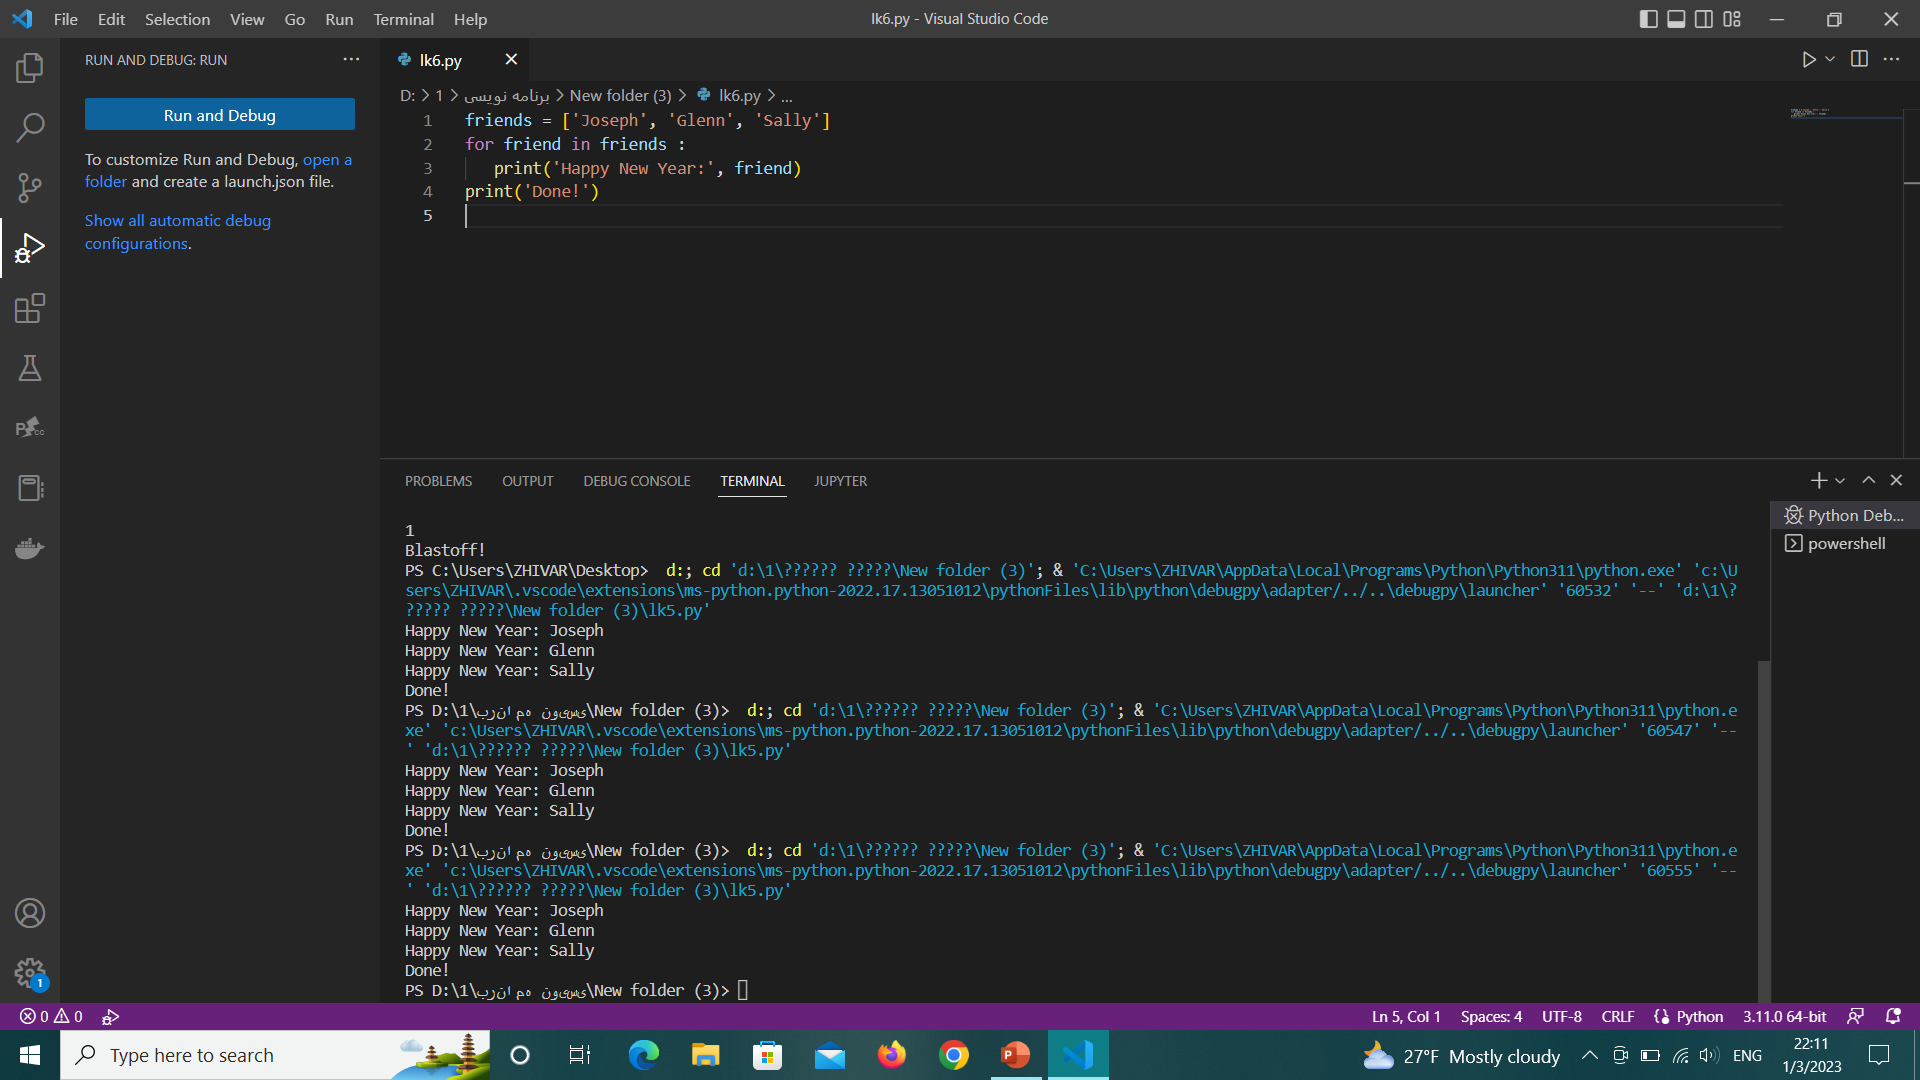 File Edit Selection View Go Run Terminal Help
lk6.py - Visual Studio Code
RUN AND DEBUG: RUN
Run and Debug
To customize Run and Debug, open a
folder and create a launch.json file.
Show all automatic debug
configurations.
lk6.py
D: > 1 > برنامه نویسی > New folder (3) > lk6.py > ...
1 friends = ['Joseph', 'Glenn', 'Sally']
2 for friend in friends :
3 print('Happy New Year:', friend)
4 print('Done!')
5
PROBLEMS OUTPUT DEBUG CONSOLE TERMINAL JUPYTER
1
Blastoff!
PS C:\Users\ZHIVAR\Desktop>  d:; cd 'd:\1\?????? ?????\New folder (3)'; & 'C:\Users\ZHIVAR\AppData\Local\Programs\Python\Python311\python.exe' 'c:\U
sers\ZHIVAR\.vscode\extensions\ms-python.python-2022.17.13051012\pythonFiles\lib\python\debugpy\adapter/../..\debugpy\launcher' '60532' '--' 'd:\1\?
????? ?????\New folder (3)\lk5.py'
Happy New Year: Joseph
Happy New Year: Glenn
Happy New Year: Sally
Done!
PS D:\1\برنامه نویسی\New folder (3)>  d:; cd 'd:\1\?????? ?????\New folder (3)'; & 'C:\Users\ZHIVAR\AppData\Local\Programs\Python\Python311\python.e
xe' 'c:\Users\ZHIVAR\.vscode\extensions\ms-python.python-2022.17.13051012\pythonFiles\lib\python\debugpy\adapter/../..\debugpy\launcher' '60547' '--
' 'd:\1\?????? ?????\New folder (3)\lk5.py'
Happy New Year: Joseph
Happy New Year: Glenn
Happy New Year: Sally
Done!
PS D:\1\برنامه نویسی\New folder (3)>  d:; cd 'd:\1\?????? ?????\New folder (3)'; & 'C:\Users\ZHIVAR\AppData\Local\Programs\Python\Python311\python.e
xe' 'c:\Users\ZHIVAR\.vscode\extensions\ms-python.python-2022.17.13051012\pythonFiles\lib\python\debugpy\adapter/../..\debugpy\launcher' '60555' '--
' 'd:\1\?????? ?????\New folder (3)\lk5.py'
Happy New Year: Joseph
Happy New Year: Glenn
Happy New Year: Sally
Done!
PS D:\1\برنامه نویسی\New folder (3)>
Python Deb...
powershell
1
0 0
Ln 5, Col 1 Spaces: 4 UTF-8 CRLF Python 3.11.0 64-bit
Type here to search
27°F Mostly cloudy ENG
22:11
1/3/2023